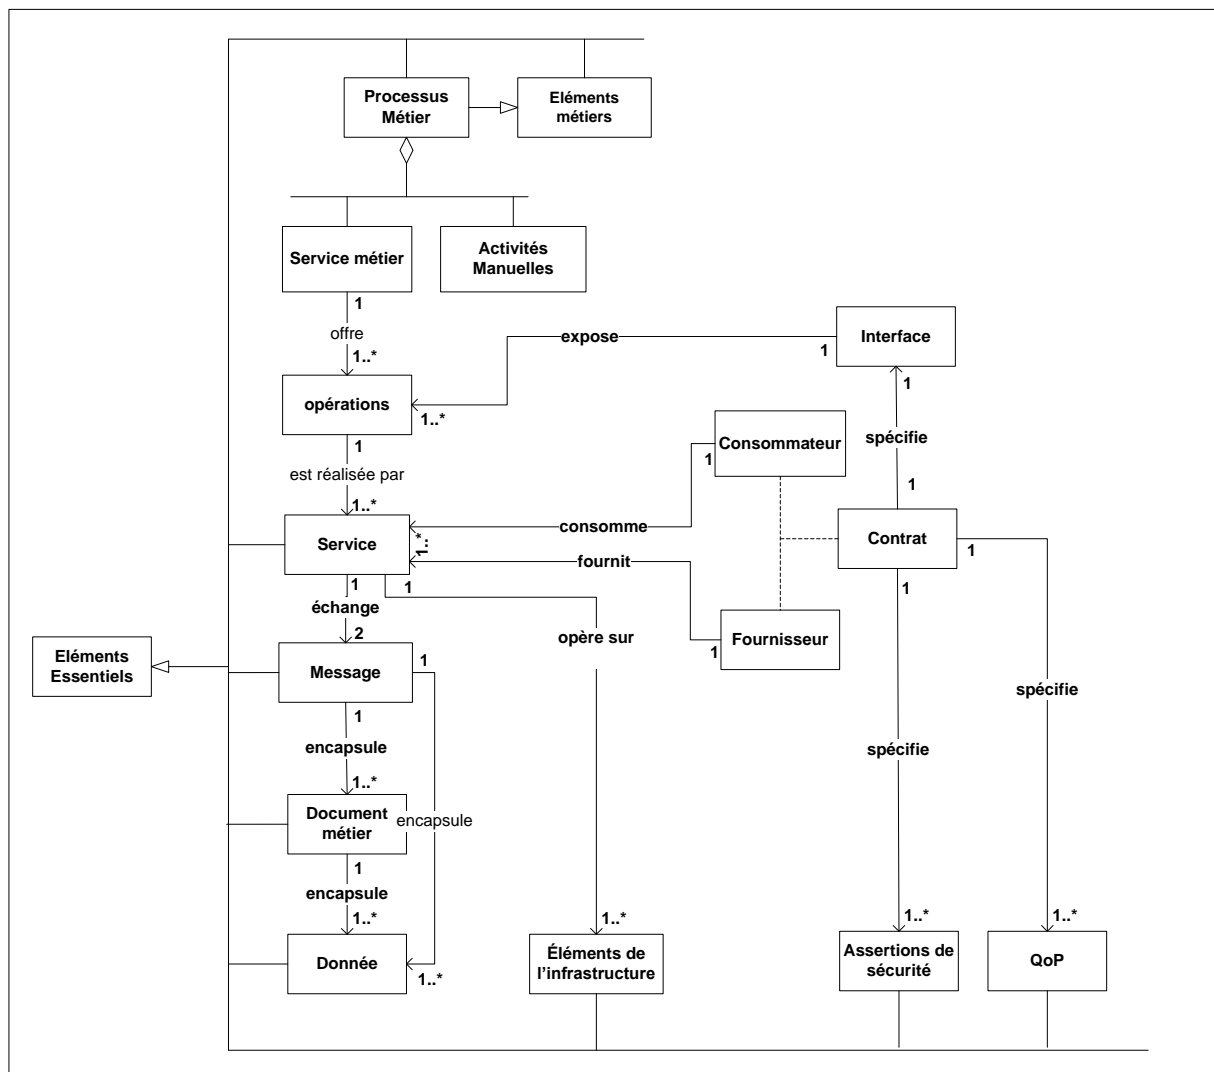 Processus
Métier
Eléments
métiers
Service métier
Activités
Manuelles
1
offre
1..*
expose
1
Interface
1
opérations
1..*
1
est réalisée par
1..*
Consommateur
1
spécifie
1
consomme
Service
1..*
Contrat
1
fournit
1
1
1
échange
2
opère sur
Fournisseur
1
Eléments
Essentiels
Message
1
1
spécifie
encapsule
spécifie
1..*
Document
métier
encapsule
1
encapsule
1..*
1..*
1..*
1..*
Donnée
1..*
Éléments de
l'infrastructure
Assertions de
sécurité
QoP